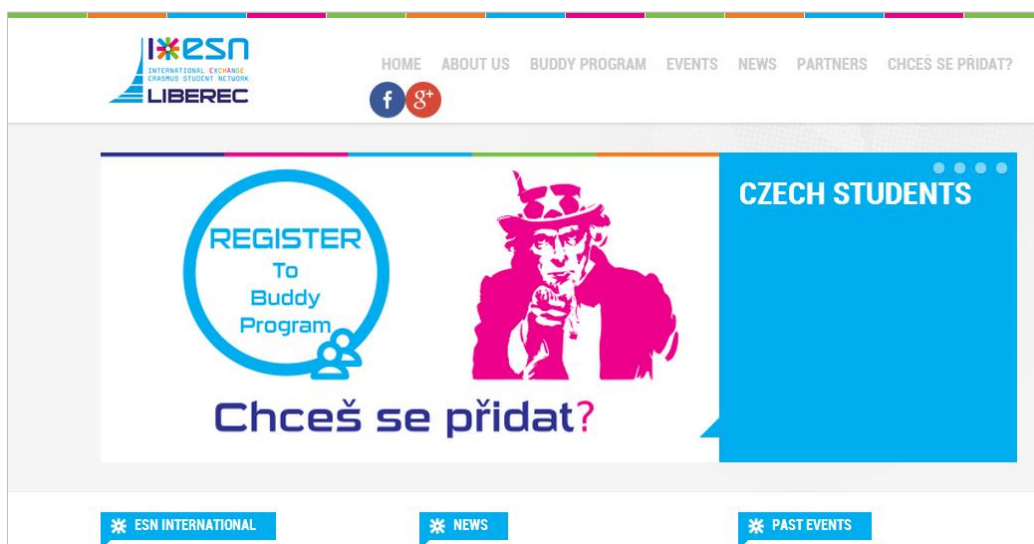 IXesn
INTERNATIONAL EXCHANGE
ERASMUS STUDENT NETWORK
LIBEREC
HOME ABOUT US BUDDY PROGRAM EVENTS NEWS PARTNERS CHCEŠ SE PŘIDAT?
f g+
REGISTER
To
Buddy
Program
Chceš se přidat?
CZECH STUDENTS
ESN INTERNATIONAL
NEWS
PAST EVENTS